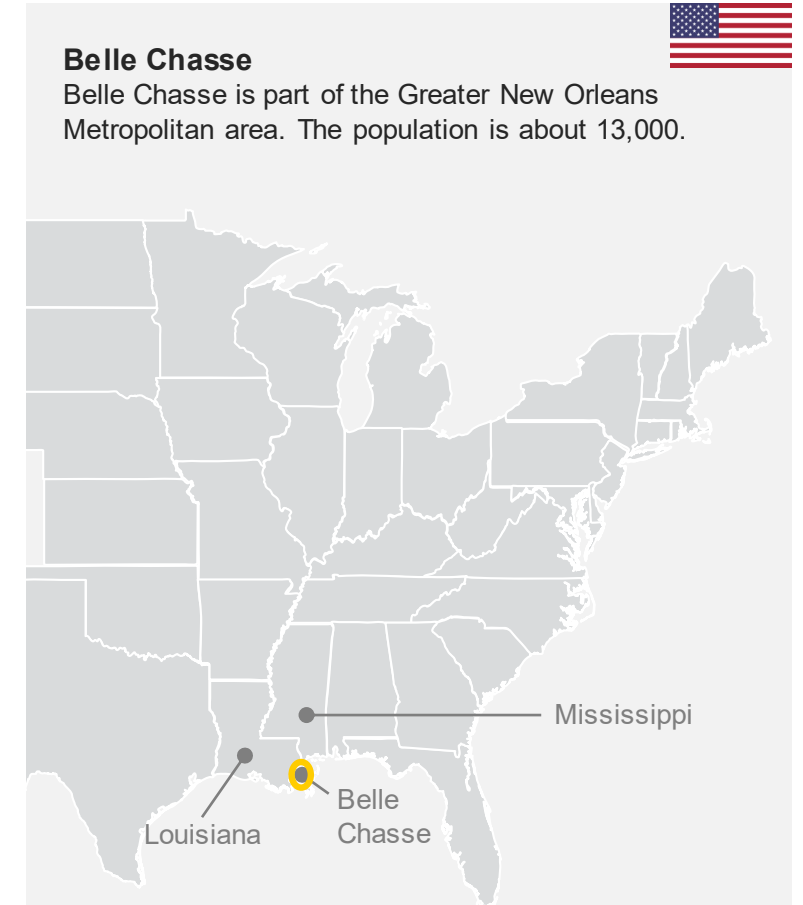 Belle Chasse
Belle Chasse is part of the Greater New Orleans
Metropolitan area. The population is about 13,000.
Mississippi
Belle
Chasse
Louisiana